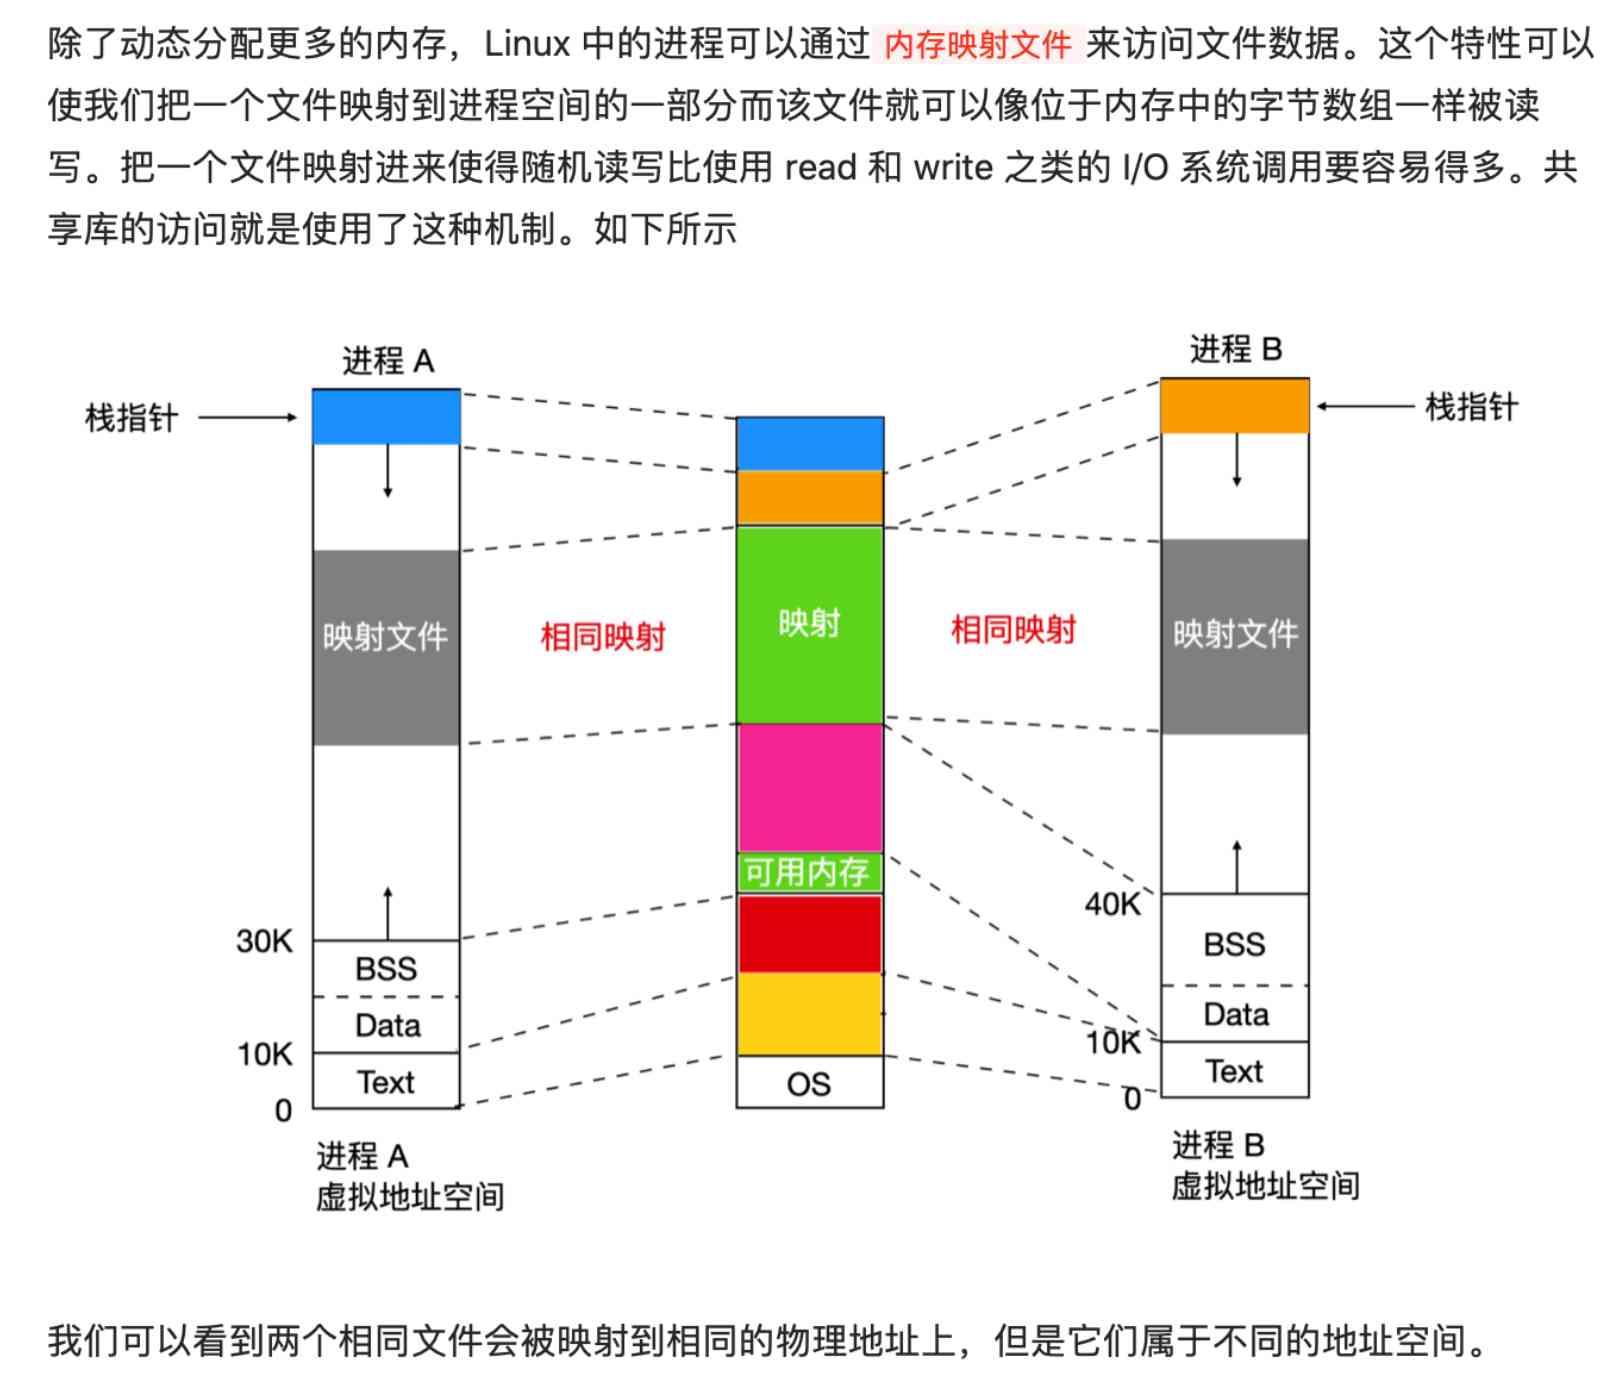 除了动态分配更多的内存，Linux 中的进程可以通过 内存映射文件 来访问文件数据。这个特性可以
使我们把一个文件映射到进程空间的一部分而该文件就可以像位于内存中的字节数组一样被读
写。把一个文件映射进来使得随机读写比使用 read 和 write 之类的 I/O 系统调用要容易得多。共
享库的访问就是使用了这种机制。如下所示
进程 A
进程 B
栈指针
栈指针
映射文件
相同映射
映射
相同映射
映射文件
可用内存
30K
BSS
Data
10K
Text
0
OS
40K
BSS
Data
10K
Text
0
进程 A
虚拟地址空间
进程 B
虚拟地址空间
我们可以看到两个相同文件会被映射到相同的物理地址上，但是它们属于不同的地址空间。